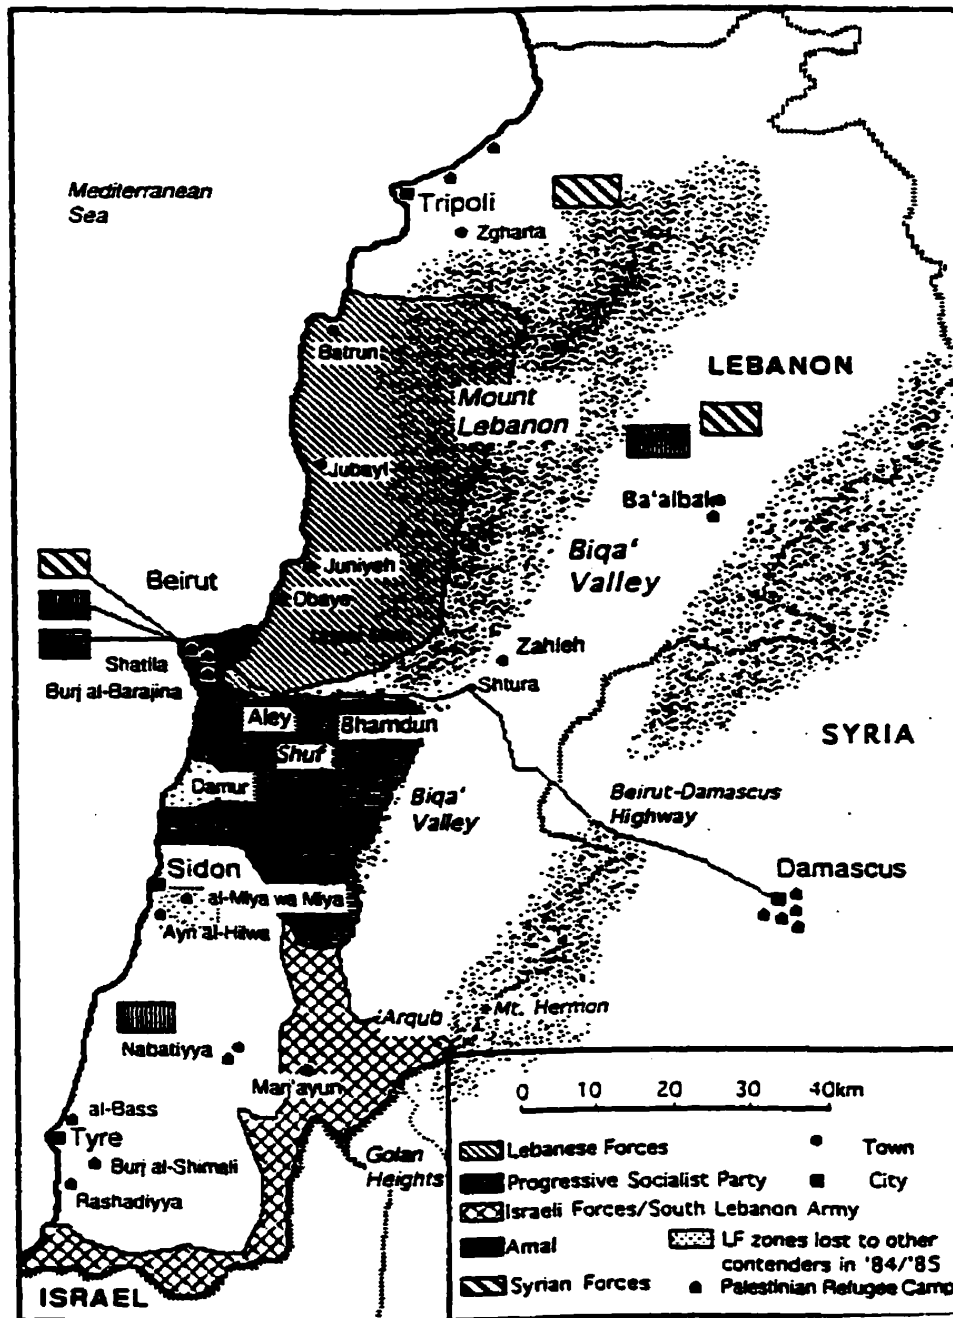 Mediterranean
Sea
Tripoli
Zgharta
Batrun
LEBANON
Mount
Lebanon
Jubayl
Ba'albak
Biqa'
Valley
Juniyeh
Beirut
Dbaye
Zahleh
Shatila
Shtura
Burj al-Barajina
Aley
Bhamdun
SYRIA
Shuf
Damur
Biqa'
Valley
Beirut-Damascus
Highway
Sidon
Damascus
al-Miya wa Miya
Ayn al-Hilwa
Arqub
Mt. Hermon
Nabatiyya
Marj'ayun
0 10 20 30 40km
al-Bass
Tyre
Burj al-Shimali
Golan
Heights
Rashadiyya
Lebanese Forces
Town
Progressive Socialist Party
City
Israeli Forces/South Lebanon Army
Amal
LF zones lost to other
contenders in '84/'85
Syrian Forces
Palestinian Refugee Camp
ISRAEL